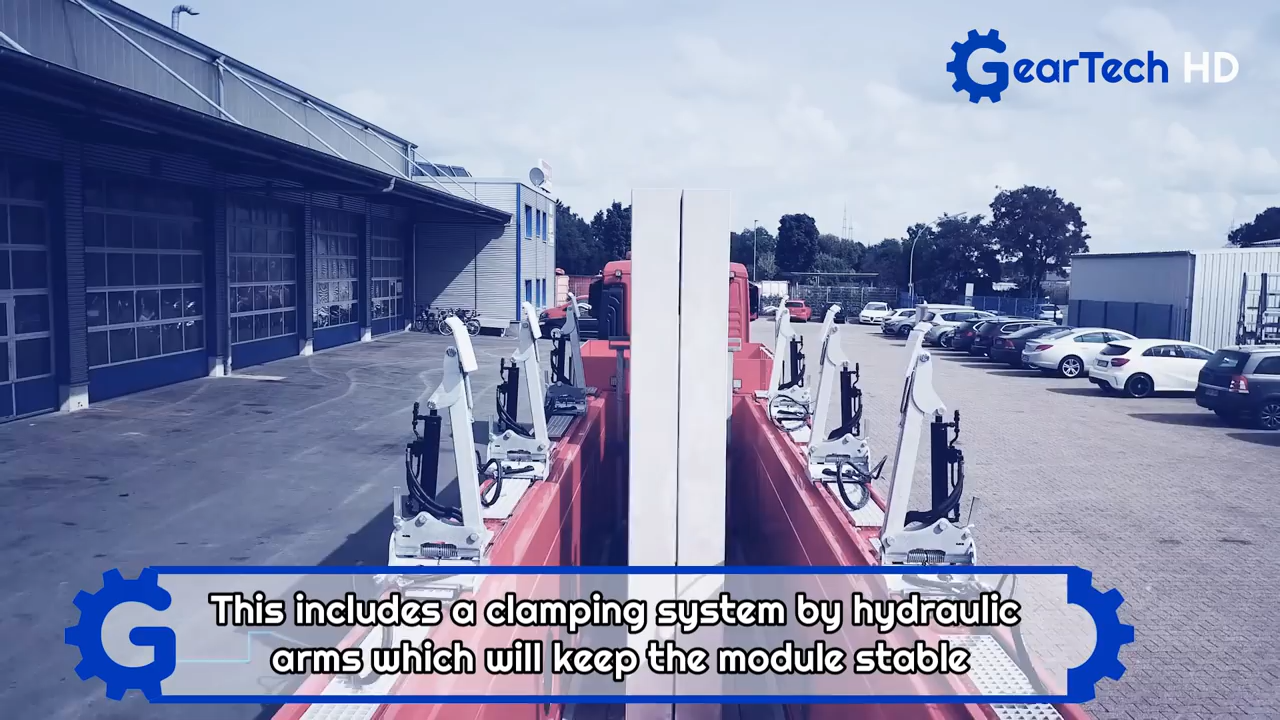 GearTech HD
This includes a clamping system by hydraulic
arms which will keep the module stable